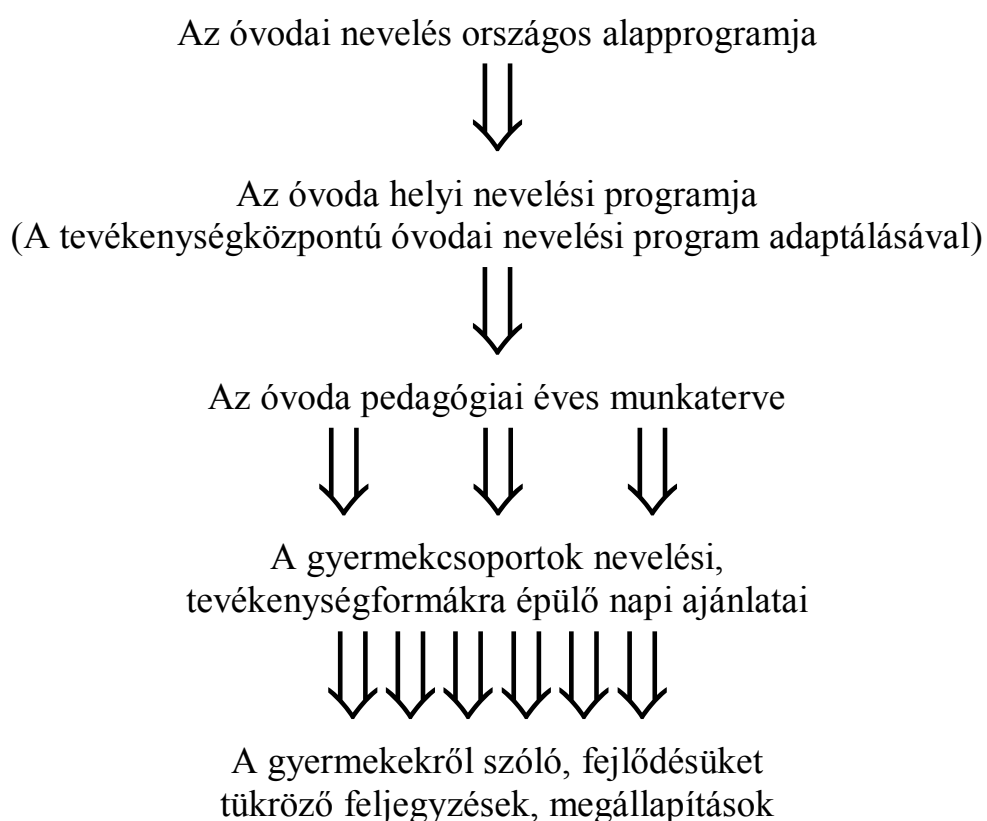 Az óvodai nevelés országos alapprogramja
Az óvoda helyi nevelési programja
(A tevékenységközpontú óvodai nevelési program adaptálásával)
Az óvoda pedagógiai éves munkaterve
A gyermekcsoportok nevelési,
tevékenységformákra épülő napi ajánlatai
A gyermekekről szóló, fejlődésüket
tükröző feljegyzések, megállapítások